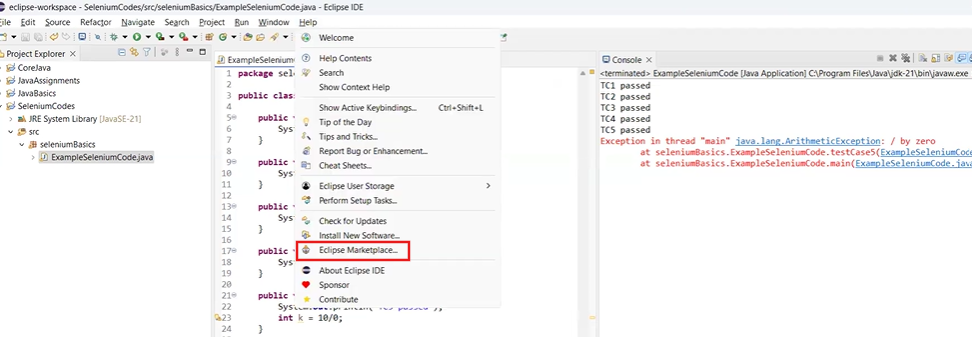 eclipse-workspace - SeleniumCodes/src/seleniumBasics/ExampleSeleniumCode.java - Eclipse IDE
File Edit Source Refactor Navigate Search Project Run Window Help
Project Explorer
CoreJava
JavaAssignments
JavaBasics
SeleniumCodes
JRE System Library [JavaSE-21]
src
seleniumBasics
ExampleSeleniumCode.java
1 package sel
2
3 public class
4
5 public
6 Sys
7 }
8
9 public
10 Sys
11 }
12
13 public
14 Sys
15 }
16
17 public
18 Sys
19 }
20
21 public
22
23 int k = 10/0;
24 }
Welcome
Help Contents
Search
Show Context Help
Show Active Keybindings... Ctrl+Shift+L
Tip of the Day
Tips and Tricks...
Report Bug or Enhancement...
Cheat Sheets...
Eclipse User Storage
Perform Setup Tasks...
Check for Updates
Install New Software...
Eclipse Marketplace...
About Eclipse IDE
Sponsor
Contribute
Console
<terminated> ExampleSeleniumCode [Java Application] C:\Program Files\Java\jdk-21\bin\javaw.exe
TC1 passed
TC2 passed
TC3 passed
TC4 passed
TC5 passed
Exception in thread "main" java.lang.ArithmeticException: / by zero
at seleniumBasics.ExampleSeleniumCode.testCase5(ExampleSeleniumCode
at seleniumBasics.ExampleSeleniumCode.main(ExampleSeleniumCode.java